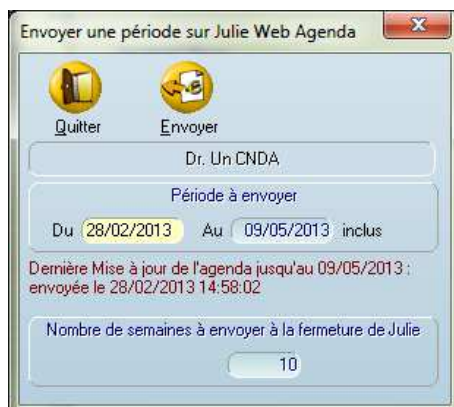 Envoyer une période sur Julie Web Agenda
Quitter
Envoyer
Dr. Un CNDA
Période à envoyer
Du 28/02/2013 Au 09/05/2013 inclus
Dernière Mise à jour de l'agenda jusqu'au 09/05/2013 :
envoyée le 28/02/2013 14:58:02
Nombre de semaines à envoyer à la fermeture de Julie
10